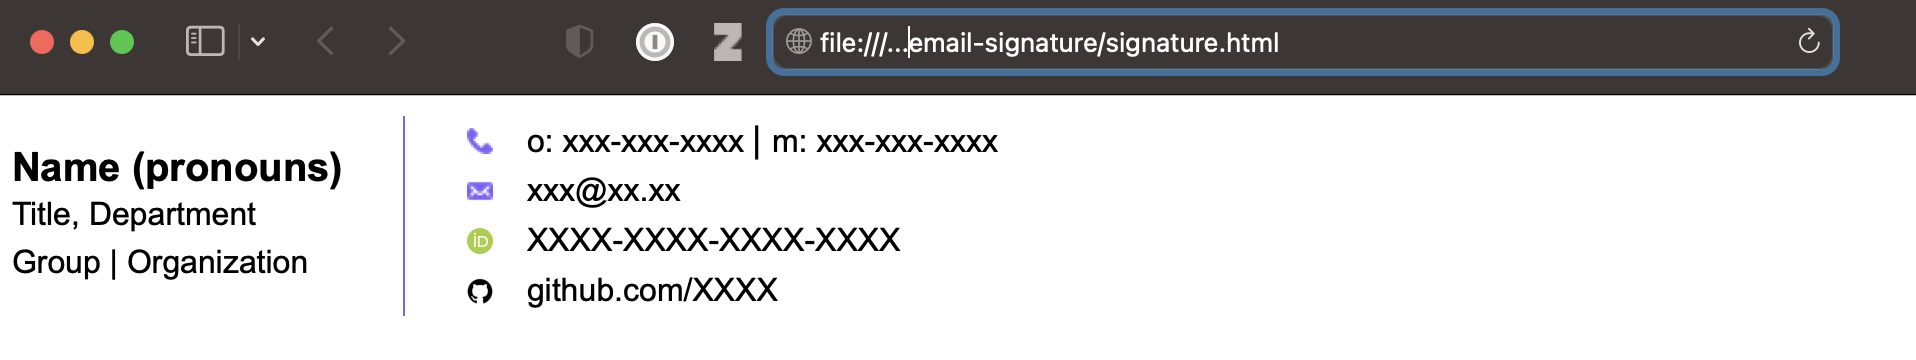 file:///...email-signature/signature.html
Name (pronouns)
Title, Department
Group | Organization
o: xxx-xxx-xxxx | m: xxx-xxx-xxxx
xxx@xx.xx
iD XXXX-XXXX-XXXX-XXXX
github.com/XXXX